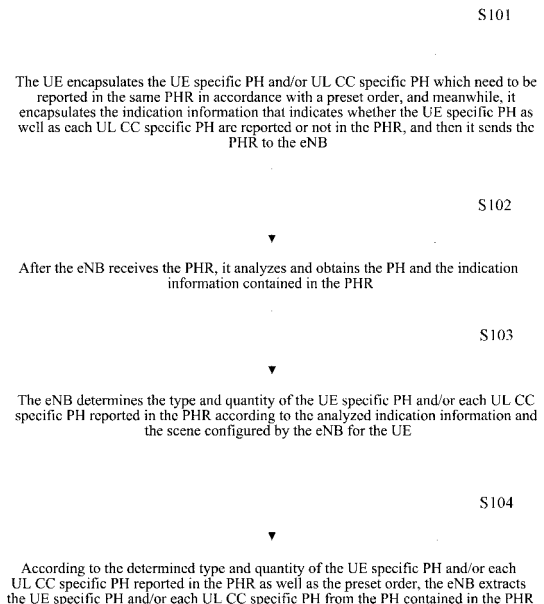 S101
The UE encapsulates the UE specific PH and/or UL CC specific PH which need to be
reported in the same PHR in accordance with a preset order, and meanwhile, it
encapsulates the indication information that indicates whether the UE specific PH as
well as each UL CC specific PH are reported or not in the PHR, and then it sends the
PHR to the eNB
S102
After the eNB receives the PHR, it analyzes and obtains the PH and the indication
information contained in the PHR
S103
The eNB determines the type and quantity of the UE specific PH and/or each UL CC
specific PH reported in the PHR according to the analyzed indication information and
the scene configured by the eNB for the UE
S104
According to the determined type and quantity of the UE specific PH and/or each
UL CC specific PH reported in the PHR as well as the preset order, the eNB extracts
the UE specific PH and/or each UL CC specific PH from the PH contained in the PHR